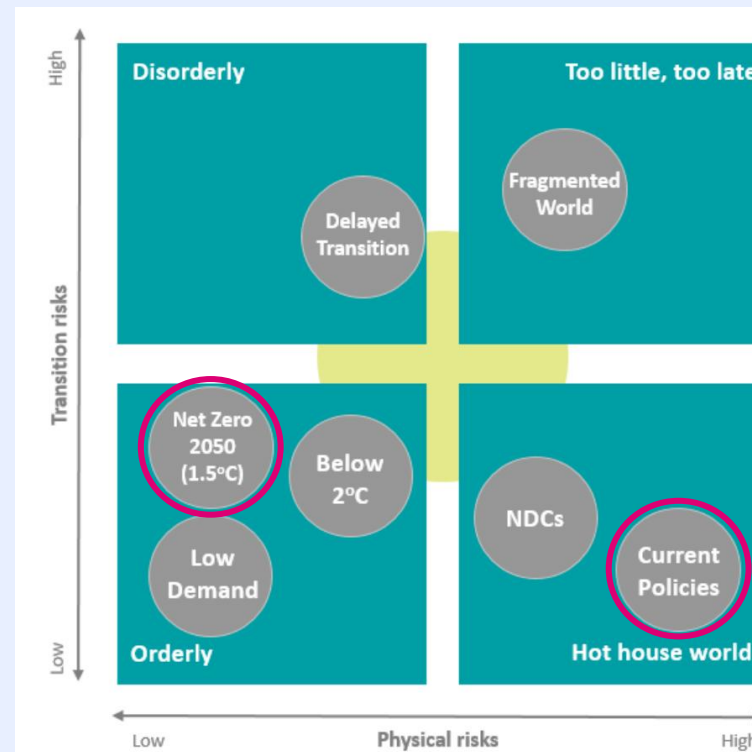 High
Disorderly
Too little, too late
Fragmented
World
Delayed
Transition
Transition risks
Net Zero
2050
(1.5°C)
Below
2°C
NDCs
Low
Demand
Current
Policies
Low
Orderly
Hot house world
Low
Physical risks
High